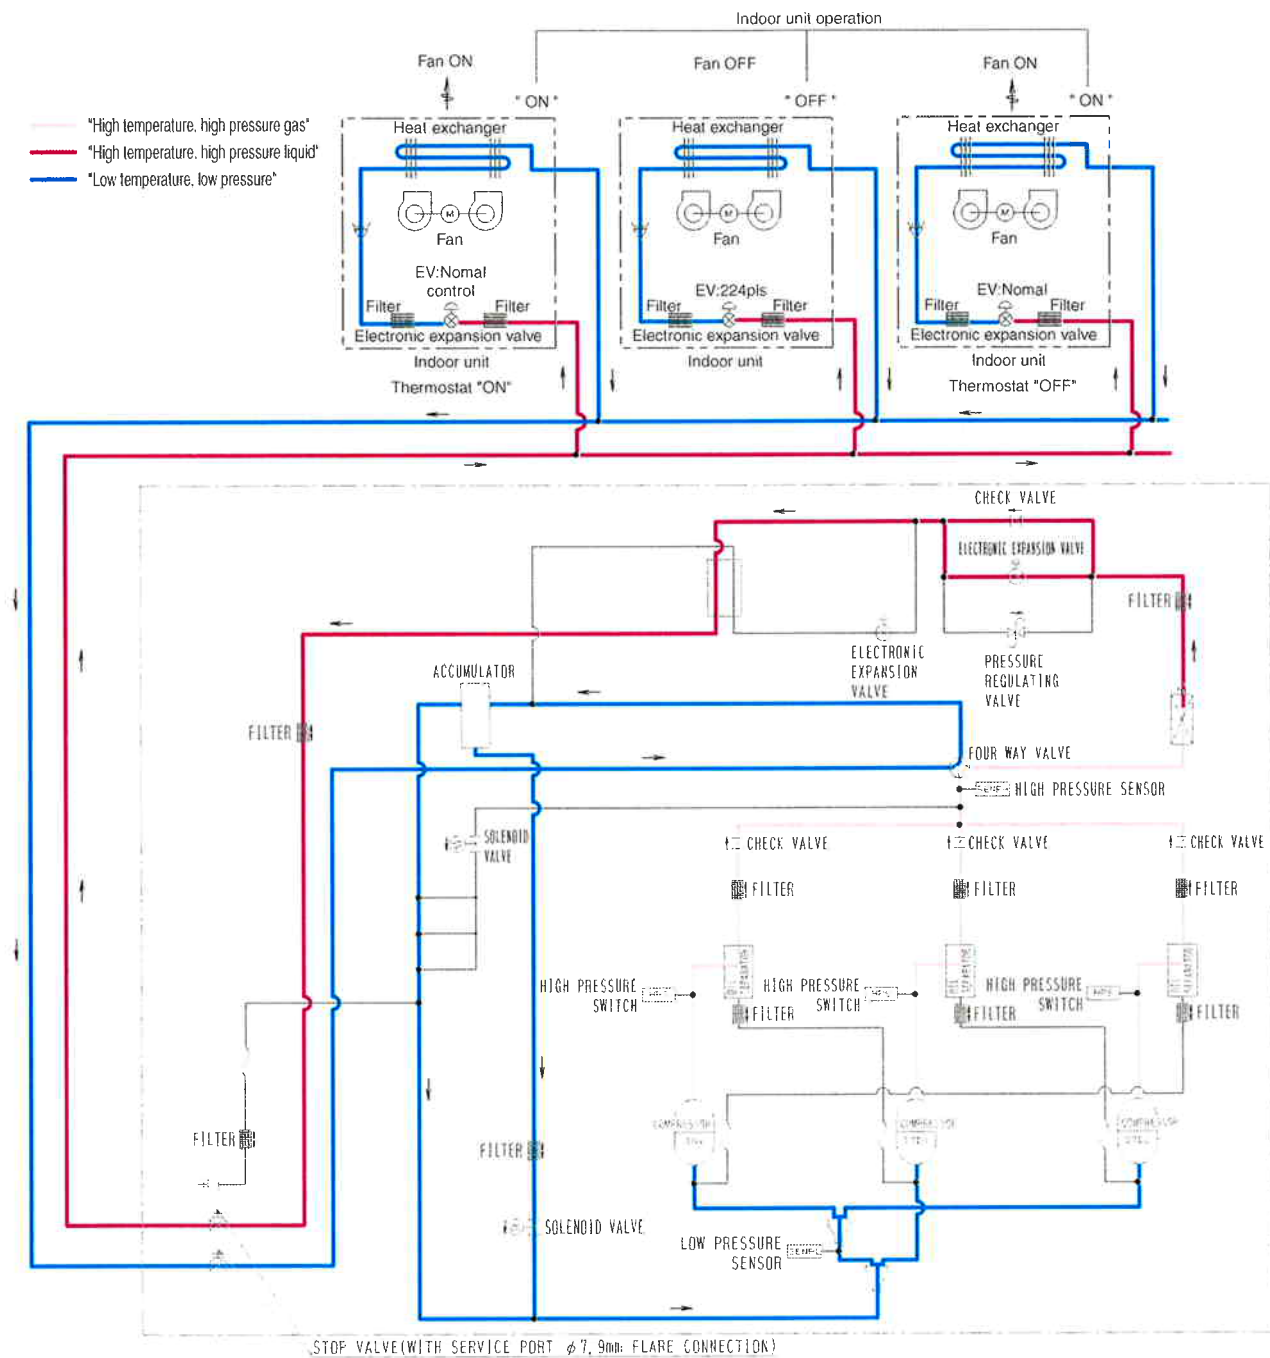 Indoor unit operation
Fan ON
Fan OFF
Fan ON
"ON"
"OFF"
"ON"
"High temperature, high pressure gas"
"High temperature, high pressure liquid"
"Low temperature, low pressure"
Heat exchanger
Heat exchanger
Heat exchanger
M
M
M
Fan
Fan
Fan
EV:Nomal
control
EV:224pls
EV:Nomal
Filter
Filter
Filter
Filter
Filter
Filter
Electronic expansion valve
Electronic expansion valve
Electronic expansion valve
Indoor unit
Indoor unit
Indoor unit
Thermostat "ON"
Thermostat "OFF"
CHECK VALVE
ELECTRONIC EXPANSION VALVE
FILTER
ELECTRONIC
EXPANSION
VALVE
PRESSURE
REGULATING
VALVE
ACCUMULATOR
FILTER
FOUR WAY VALVE
HIGH PRESSURE SENSOR
SOLENOID
VALVE
CHECK VALVE
CHECK VALVE
CHECK VALVE
FILTER
FILTER
FILTER
HIGH PRESSURE
SWITCH
HIGH PRESSURE
SWITCH
HIGH PRESSURE
SWITCH
FILTER
FILTER
FILTER
COMPRESSOR
COMPRESSOR
COMPRESSOR
FILTER
FILTER
SOLENOID VALVE
LOW PRESSURE
SENSOR
SENPL
STOP VALVE(WITH SERVICE PORT φ7,9mm FLARE CONNECTION)